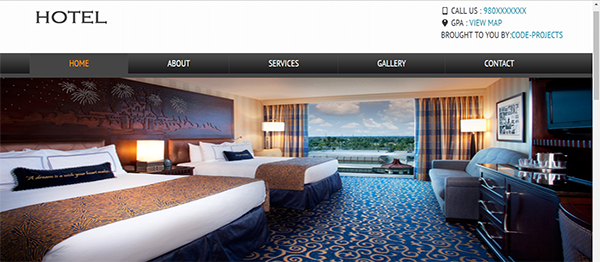 HOTEL
CALL US : 980XXXXXXX
GPA : VIEW MAP
BROUGHT TO YOU BY:CODE-PROJECTS
HOME ABOUT SERVICES GALLERY CONTACT
"A dream is a wish your heart makes."